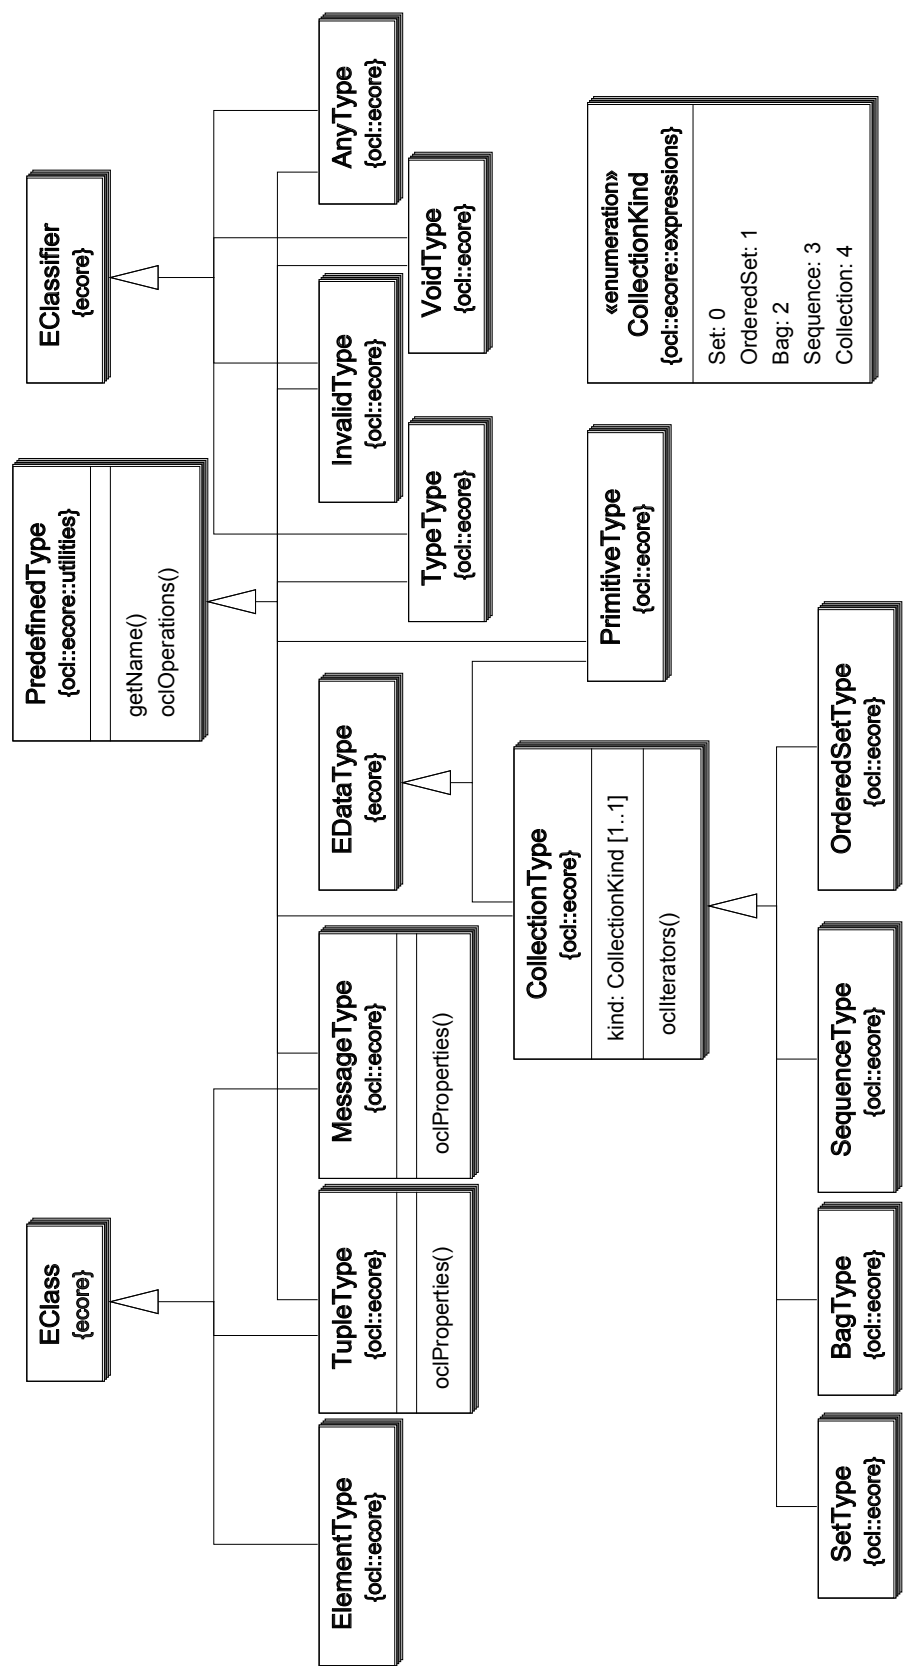 EClass
{ecore}
PredefinedType
{ocl::ecore::utilities}
getName()
oclOperations()
EClassifier
{ecore}
ElementType
{ocl::ecore}
TupleType
{ocl::ecore}
oclProperties()
MessageType
{ocl::ecore}
oclProperties()
EDataType
{ecore}
TypeType
{ocl::ecore}
InvalidType
{ocl::ecore}
VoidType
{ocl::ecore}
AnyType
{ocl::ecore}
CollectionType
{ocl::ecore}
kind: CollectionKind [1..1]
oclIterators()
PrimitiveType
{ocl::ecore}
«enumeration»
CollectionKind
{ocl::ecore::expressions}
Set: 0
OrderedSet: 1
Bag: 2
Sequence: 3
Collection: 4
SetType
{ocl::ecore}
BagType
{ocl::ecore}
SequenceType
{ocl::ecore}
OrderedSetType
{ocl::ecore}